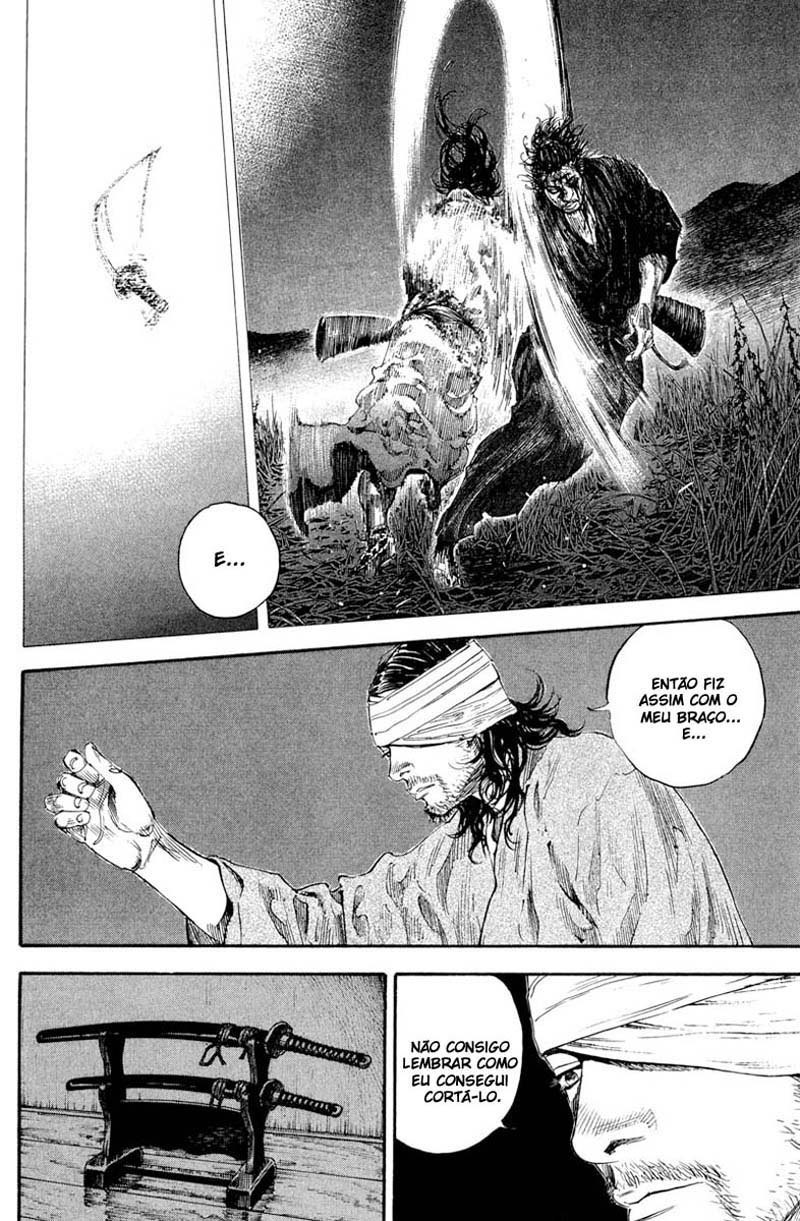 E...
ENTÃO FIZ
ASSIM COM O
MEU BRAÇO...
E...
NÃO CONSIGO
LEMBRAR COMO
EU CONSEGUI
CORTÁ-LO.